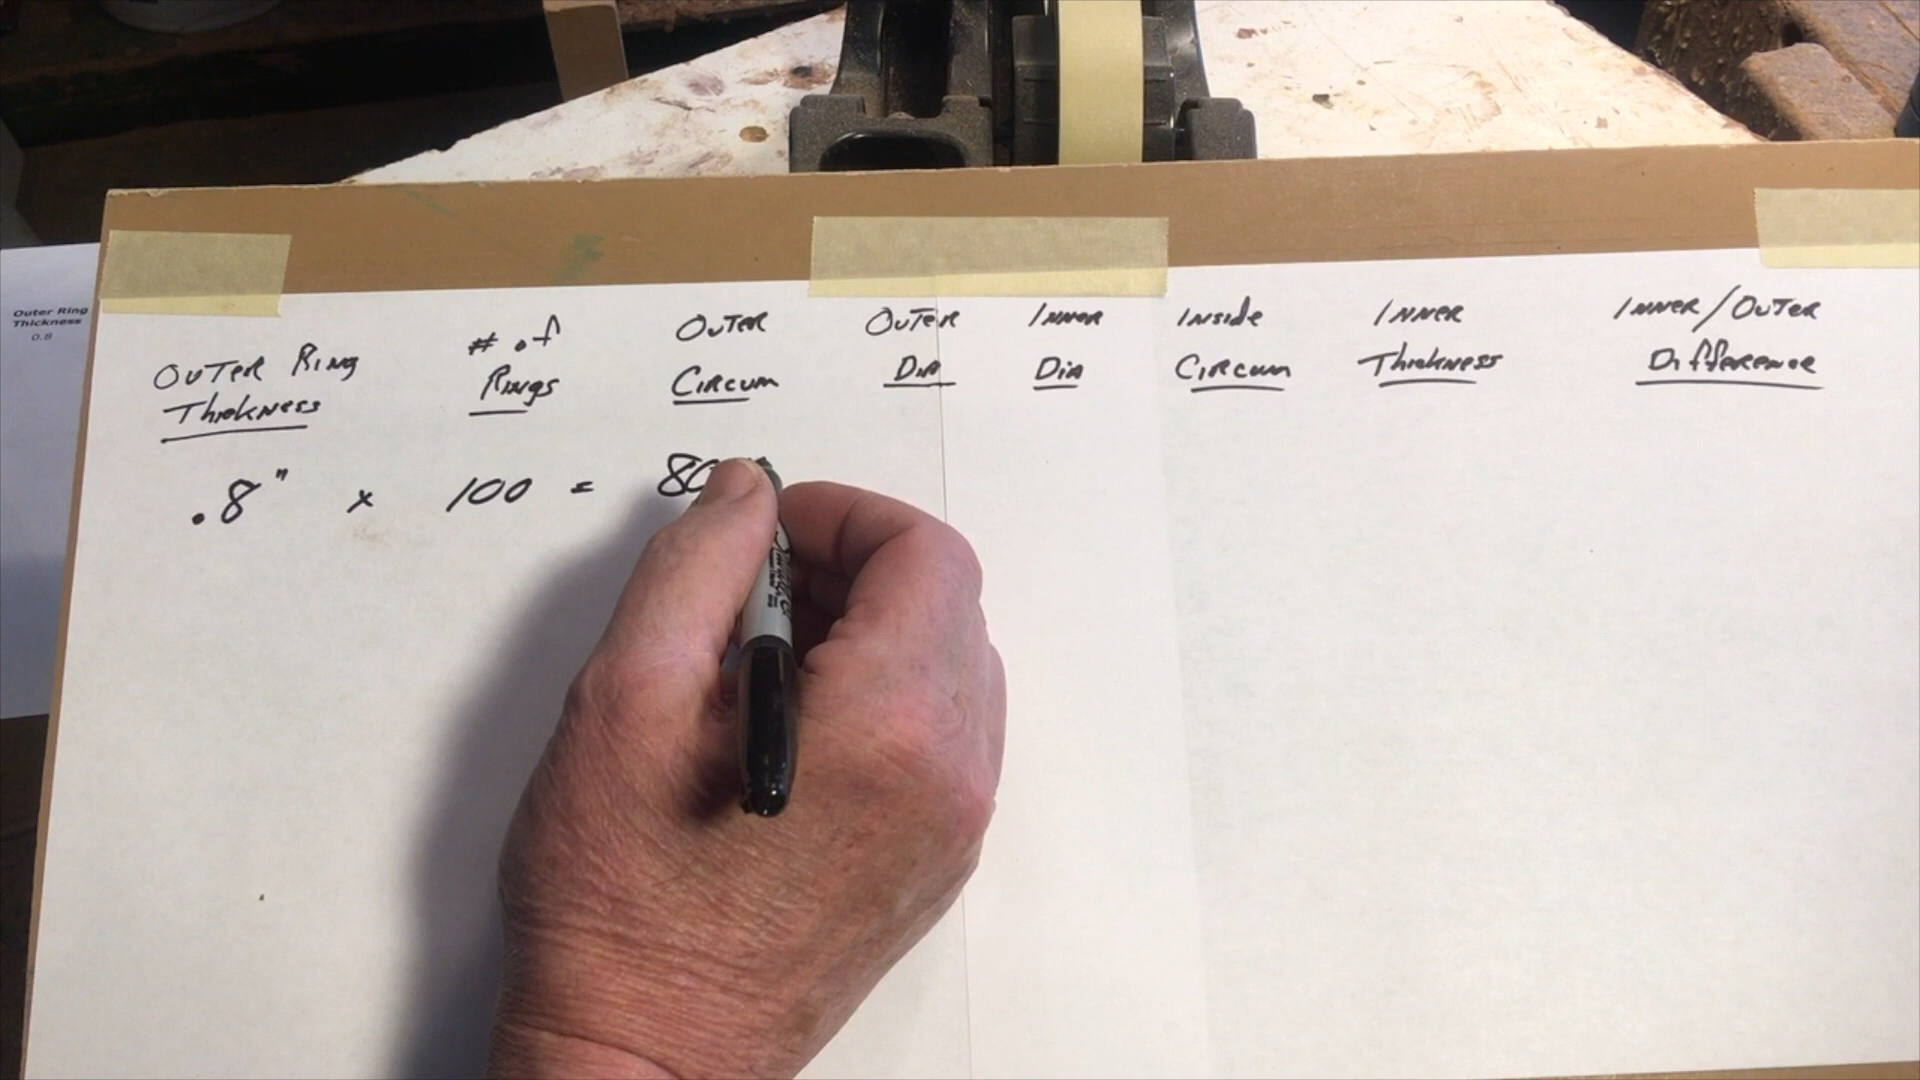 Outer Ring
Thickness
0.8
OUTER RING
Thickness
# of
Rings
OUTER
CIRCUM
OUTER
DIA
INNER
DIA
INSide
CIRCUM
INNER
Thickness
INNER/OUTER
Difference
.8" x 100 = 80